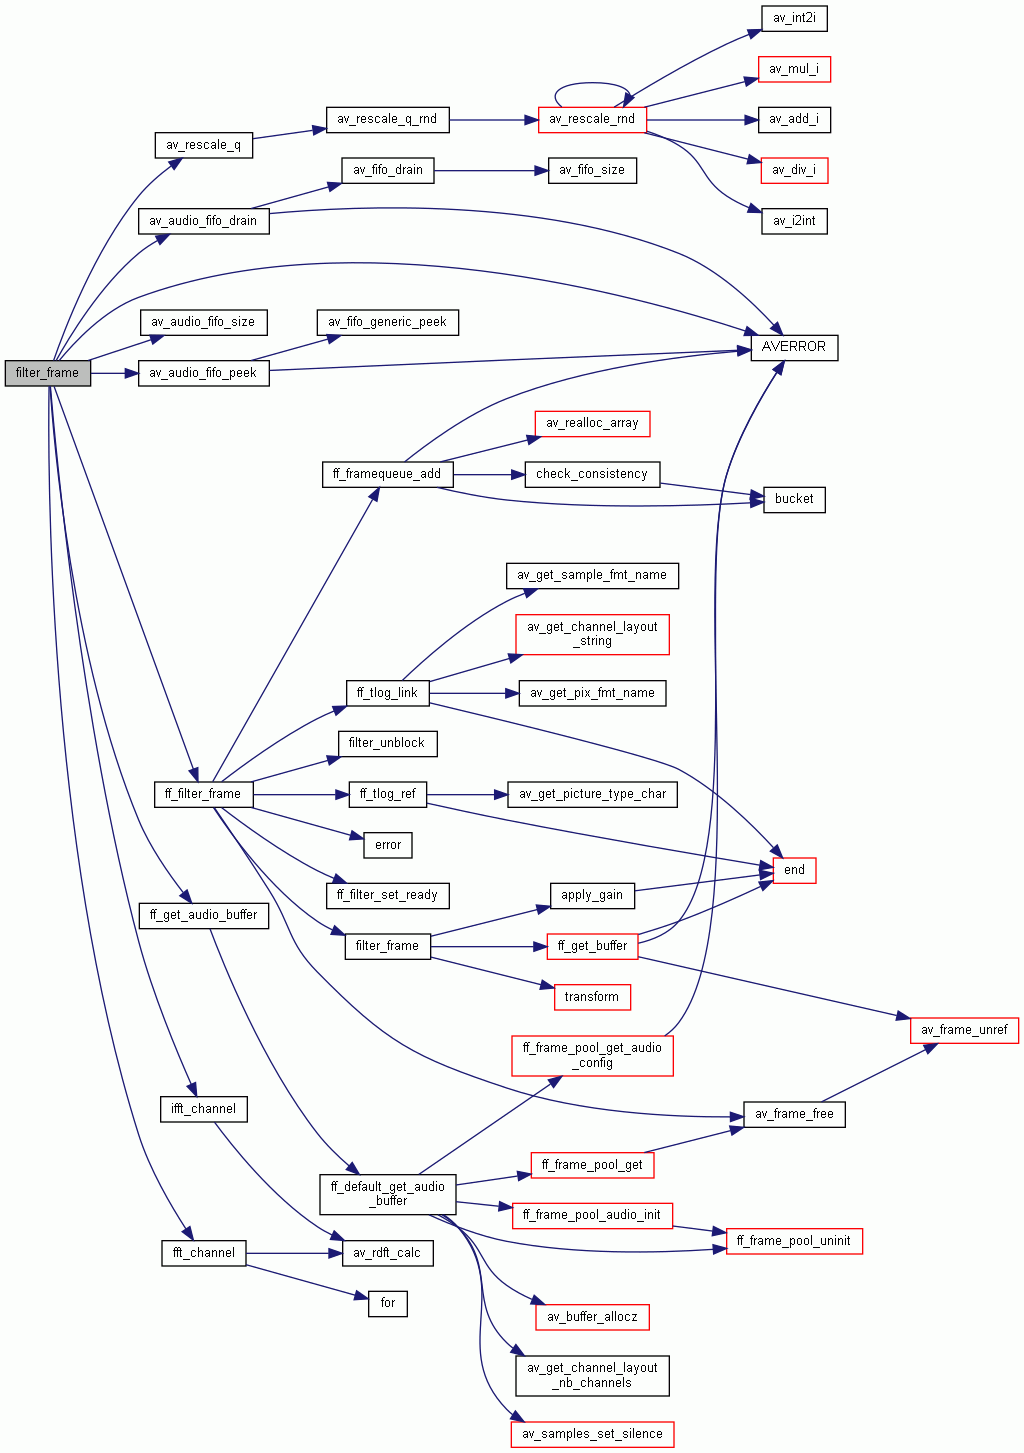 av_int2i
av_mul_i
av_rescale_q_rnd
av_rescale_rnd
av_add_i
av_rescale_q
av_fifo_drain
av_fifo_size
av_div_i
av_audio_fifo_drain
av_i2int
av_audio_fifo_size
av_fifo_generic_peek
AVERROR
filter_frame
av_audio_fifo_peek
av_realloc_array
ff_framequeue_add
check_consistency
bucket
av_get_sample_fmt_name
av_get_channel_layout
_string
ff_tlog_link
av_get_pix_fmt_name
filter_unblock
ff_filter_frame
ff_tlog_ref
av_get_picture_type_char
error
end
ff_filter_set_ready
apply_gain
ff_get_audio_buffer
filter_frame
ff_get_buffer
transform
av_frame_unref
ff_frame_pool_get_audio
_config
ifft_channel
av_frame_free
ff_frame_pool_get
ff_default_get_audio
_buffer
ff_frame_pool_audio_init
ff_frame_pool_uninit
fft_channel
av_rdft_calc
for
av_buffer_allocz
av_get_channel_layout
_nb_channels
av_samples_set_silence